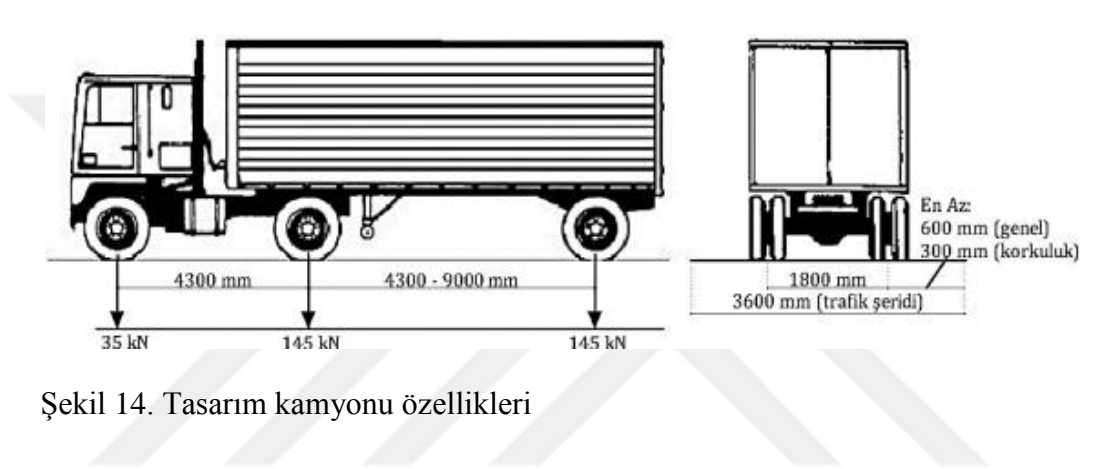 En Az:
600 mm (genel)
300 mm (korkuluk)
4300 mm
4300 - 9000 mm
1800 mm
3600 mm (trafik şeridi)
35 kN
145 kN
145 kN
Şekil 14. Tasarım kamyonu özellikleri